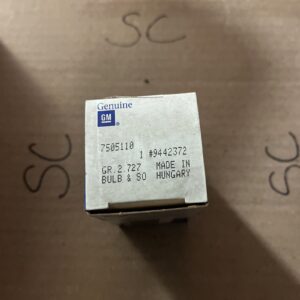 SC
Genuine
GM
7505110
1 #9442372
GR.2.727 MADE IN
BULB & SO HUNGARY
SC
SC